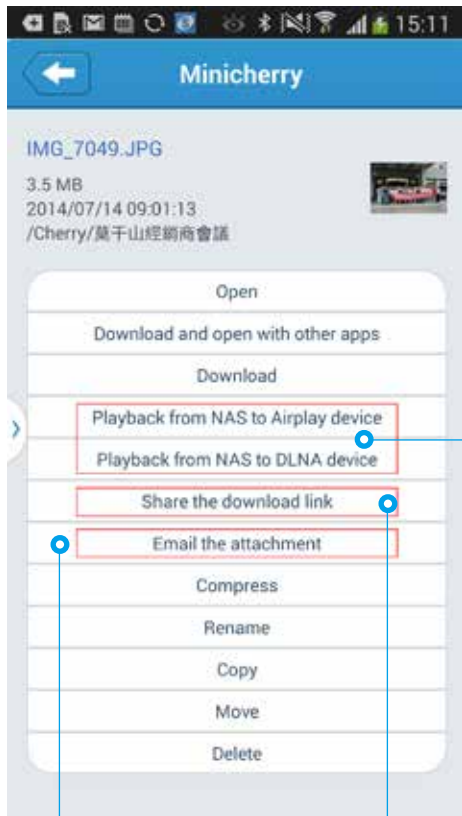 15:11
Minicherry
IMG_7049.JPG
3.5 MB
2014/07/14 09:01:13
/Cherry/莫干山經銷商會議
Open
Download and open with other apps
Download
Playback from NAS to Airplay device
Playback from NAS to DLNA device
Share the download link
Email the attachment
Compress
Rename
Copy
Move
Delete